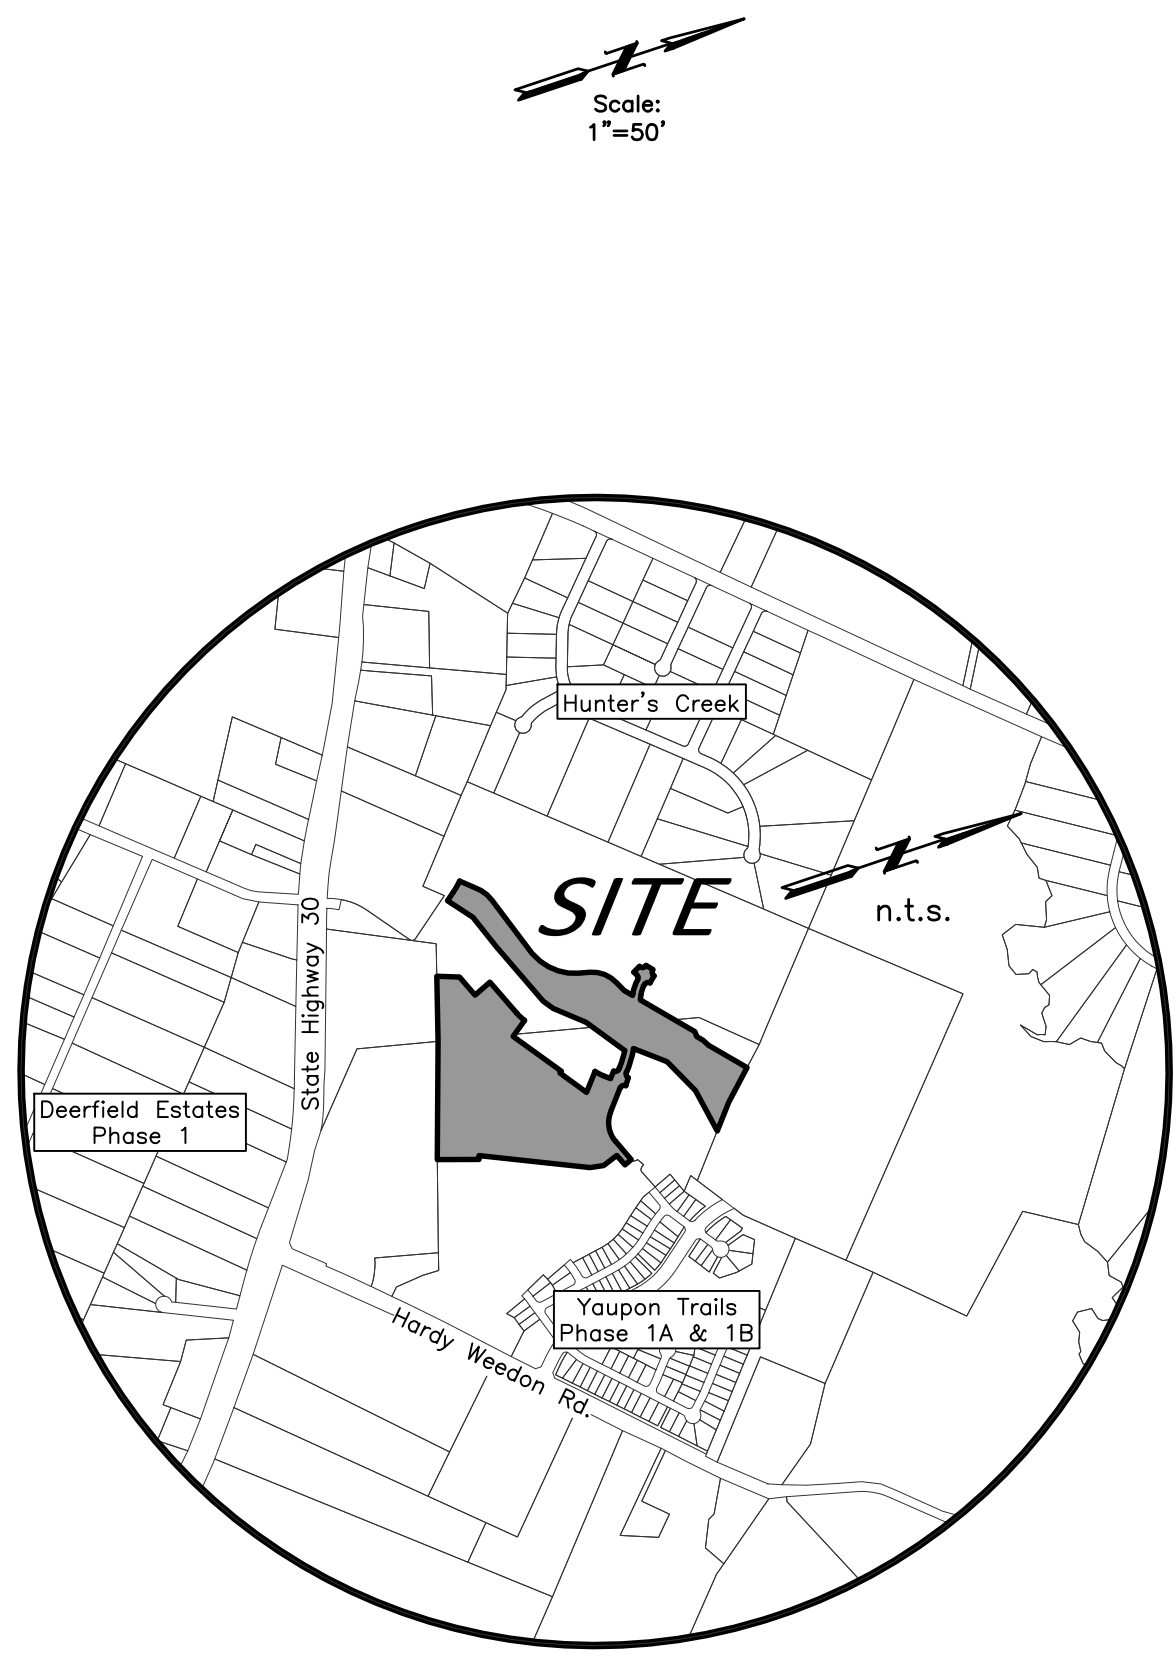 N
Scale:
1"=50'
Hunter's Creek
N
SITE
n.t.s.
State Highway 30
Deerfield Estates
Phase 1
Yaupon Trails
Phase 1A & 1B
Hardy Weedon Rd.